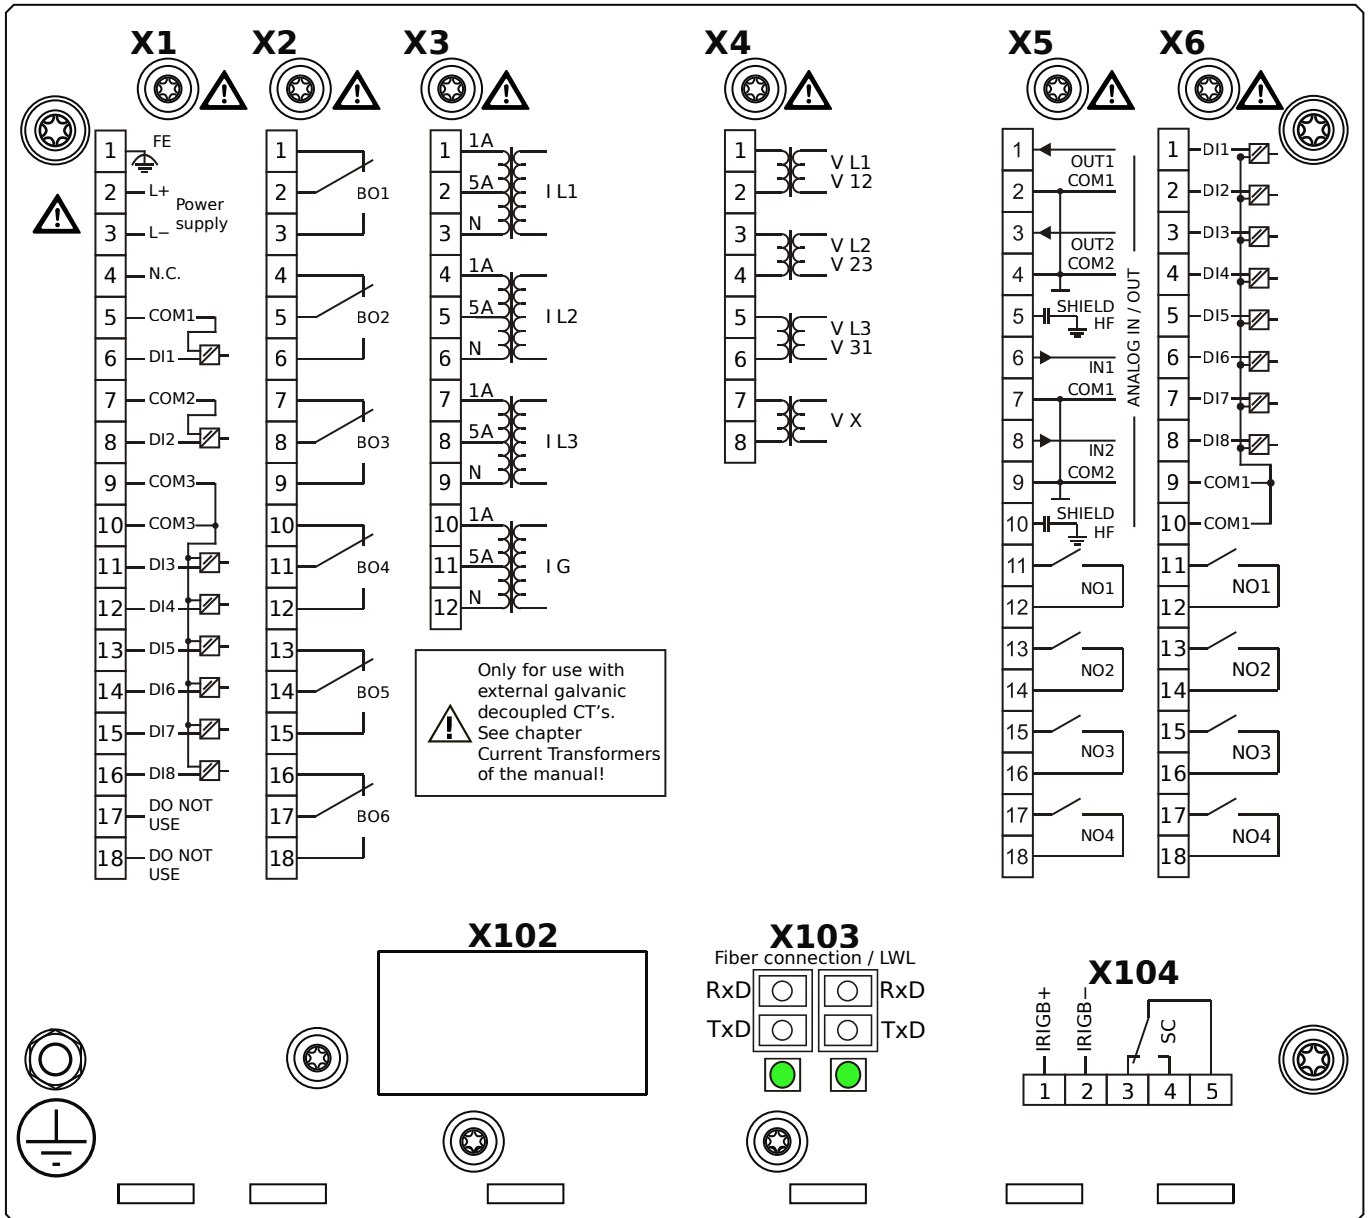 X1
X2
X3
X4
X5
X6
1 FE
2 L+
Power
supply
3 L−
4 N.C.
5 COM1
6 DI1
7 COM2
8 DI2
9 COM3
10 COM3
11 DI3
12 DI4
13 DI5
14 DI6
15 DI7
16 DI8
17 DO NOT
USE
18 DO NOT
USE
1
2 BO1
3
4
5 BO2
6
7
8 BO3
9
10
11 BO4
12
13
14 BO5
15
16
17 BO6
18
1 1A
2 5A I L1
3 N
4 1A
5 5A I L2
6 N
7 1A
8 5A I L3
9 N
10 1A
11 5A I G
12 N
Only for use with
external galvanic
decoupled CT's.
See chapter
Current Transformers
of the manual!
1 V L1
2 V 12
3 V L2
4 V 23
5 V L3
6 V 31
7 V X
8
1 OUT1
2 COM1
3 OUT2
4 COM2
5 SHIELD
HF
6 IN1
7 COM1
8 IN2
9 COM2
10 SHIELD
HF
ANALOG IN / OUT
11 NO1
12
13 NO2
14
15 NO3
16
17 NO4
18
1 DI1
2 DI2
3 DI3
4 DI4
5 DI5
6 DI6
7 DI7
8 DI8
9 COM1
10 COM1
11 NO1
12
13 NO2
14
15 NO3
16
17 NO4
18
X102
X103
Fiber connection / LWL
RxD RxD
TxD TxD
X104
IRIGB+
IRIGB−
SC
1 2 3 4 5